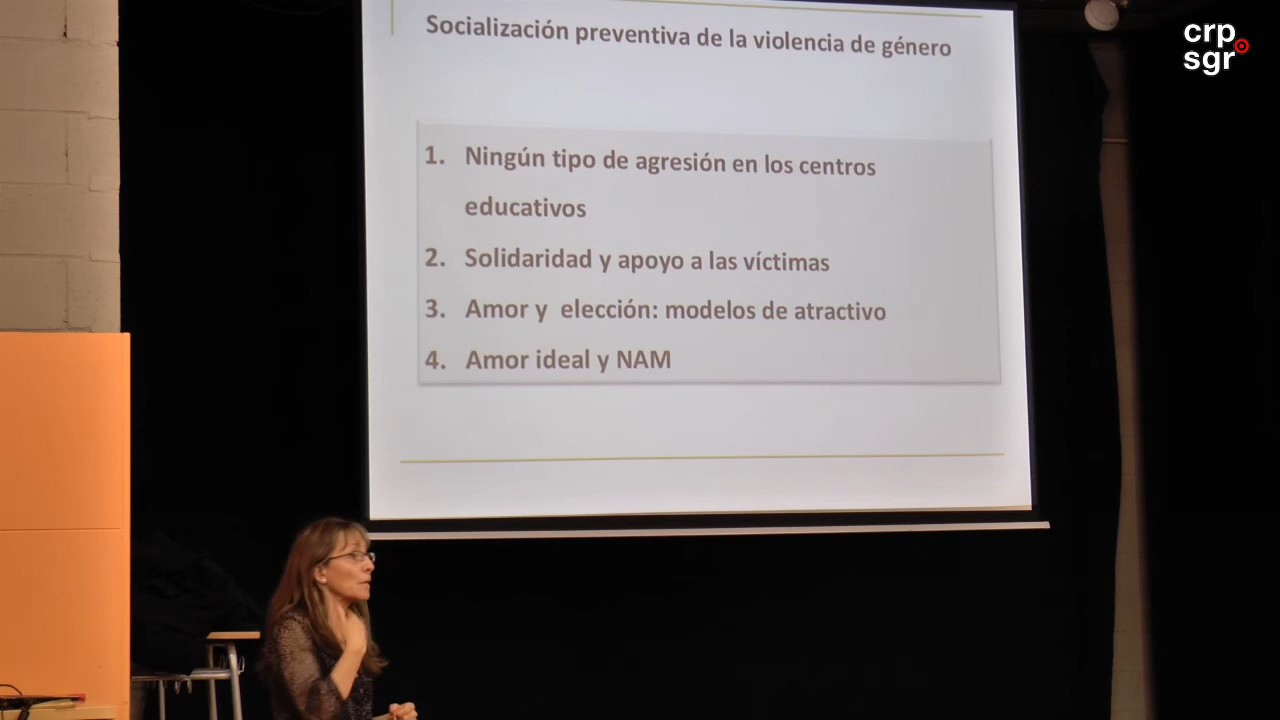 Socialización preventiva de la violencia de género
1. Ningún tipo de agresión en los centros
educativos
2. Solidaridad y apoyo a las víctimas
3. Amor y elección: modelos de atractivo
4. Amor ideal y NAM
crp
sgr